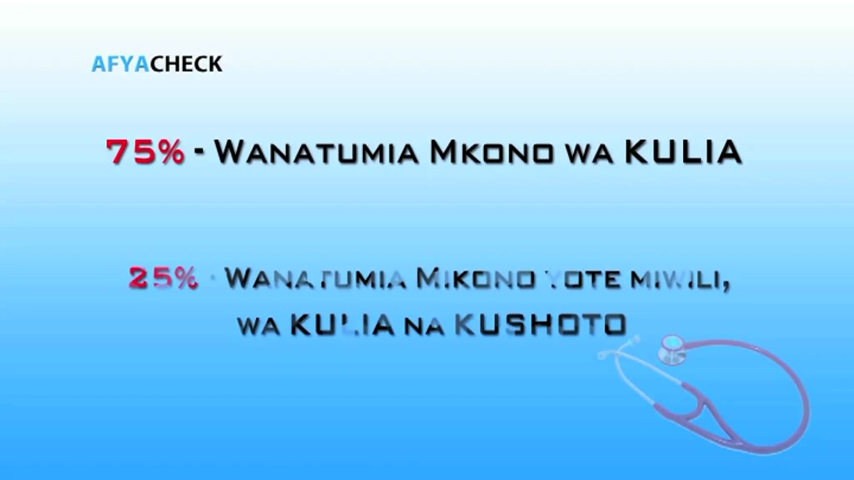 AFYACHECK
75% - WANATUMIA MKONO WA KULIA
25% - WANATUMIA MIKONO YOTE MIWILI,
WA KULIA NA KUSHOTO